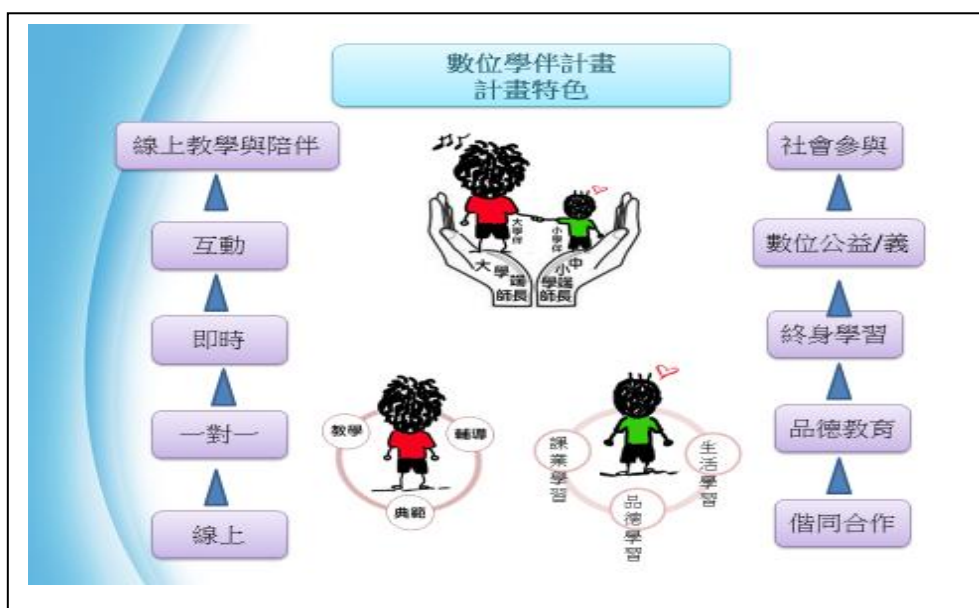 數位學伴計畫
計畫特色
線上教學與陪伴
互動
即時
一對一
線上
大學伴
小學伴
大學端
師長
中小
學端
師長
教學
輔導
典範
課業學習
品德學習
生活學習
社會參與
數位公益/義
終身學習
品德教育
偕同合作